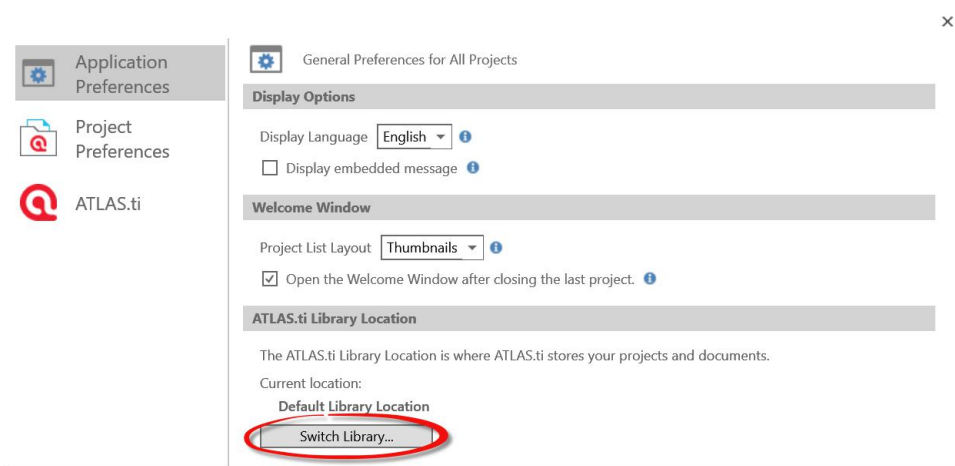 Application
Preferences
Project
Preferences
ATLAS.ti
General Preferences for All Projects
Display Options
Display Language English
Display embedded message
Welcome Window
Project List Layout Thumbnails
Open the Welcome Window after closing the last project.
ATLAS.ti Library Location
The ATLAS.ti Library Location is where ATLAS.ti stores your projects and documents.
Current location:
Default Library Location
Switch Library...